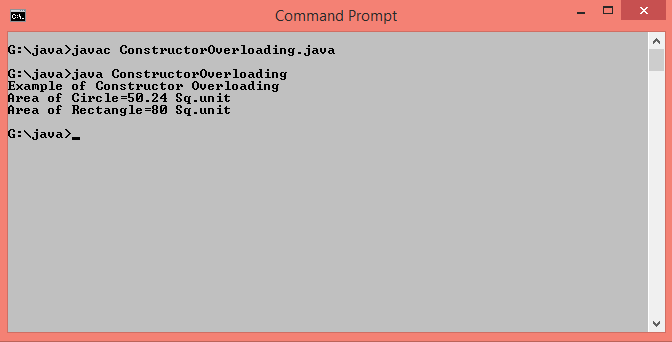 Command Prompt
G:\java>javac ConstructorOverloading.java
G:\java>java ConstructorOverloading
Example of Constructor Overloading
Area of Circle=50.24 Sq.unit
Area of Rectangle=80 Sq.unit
G:\java>_